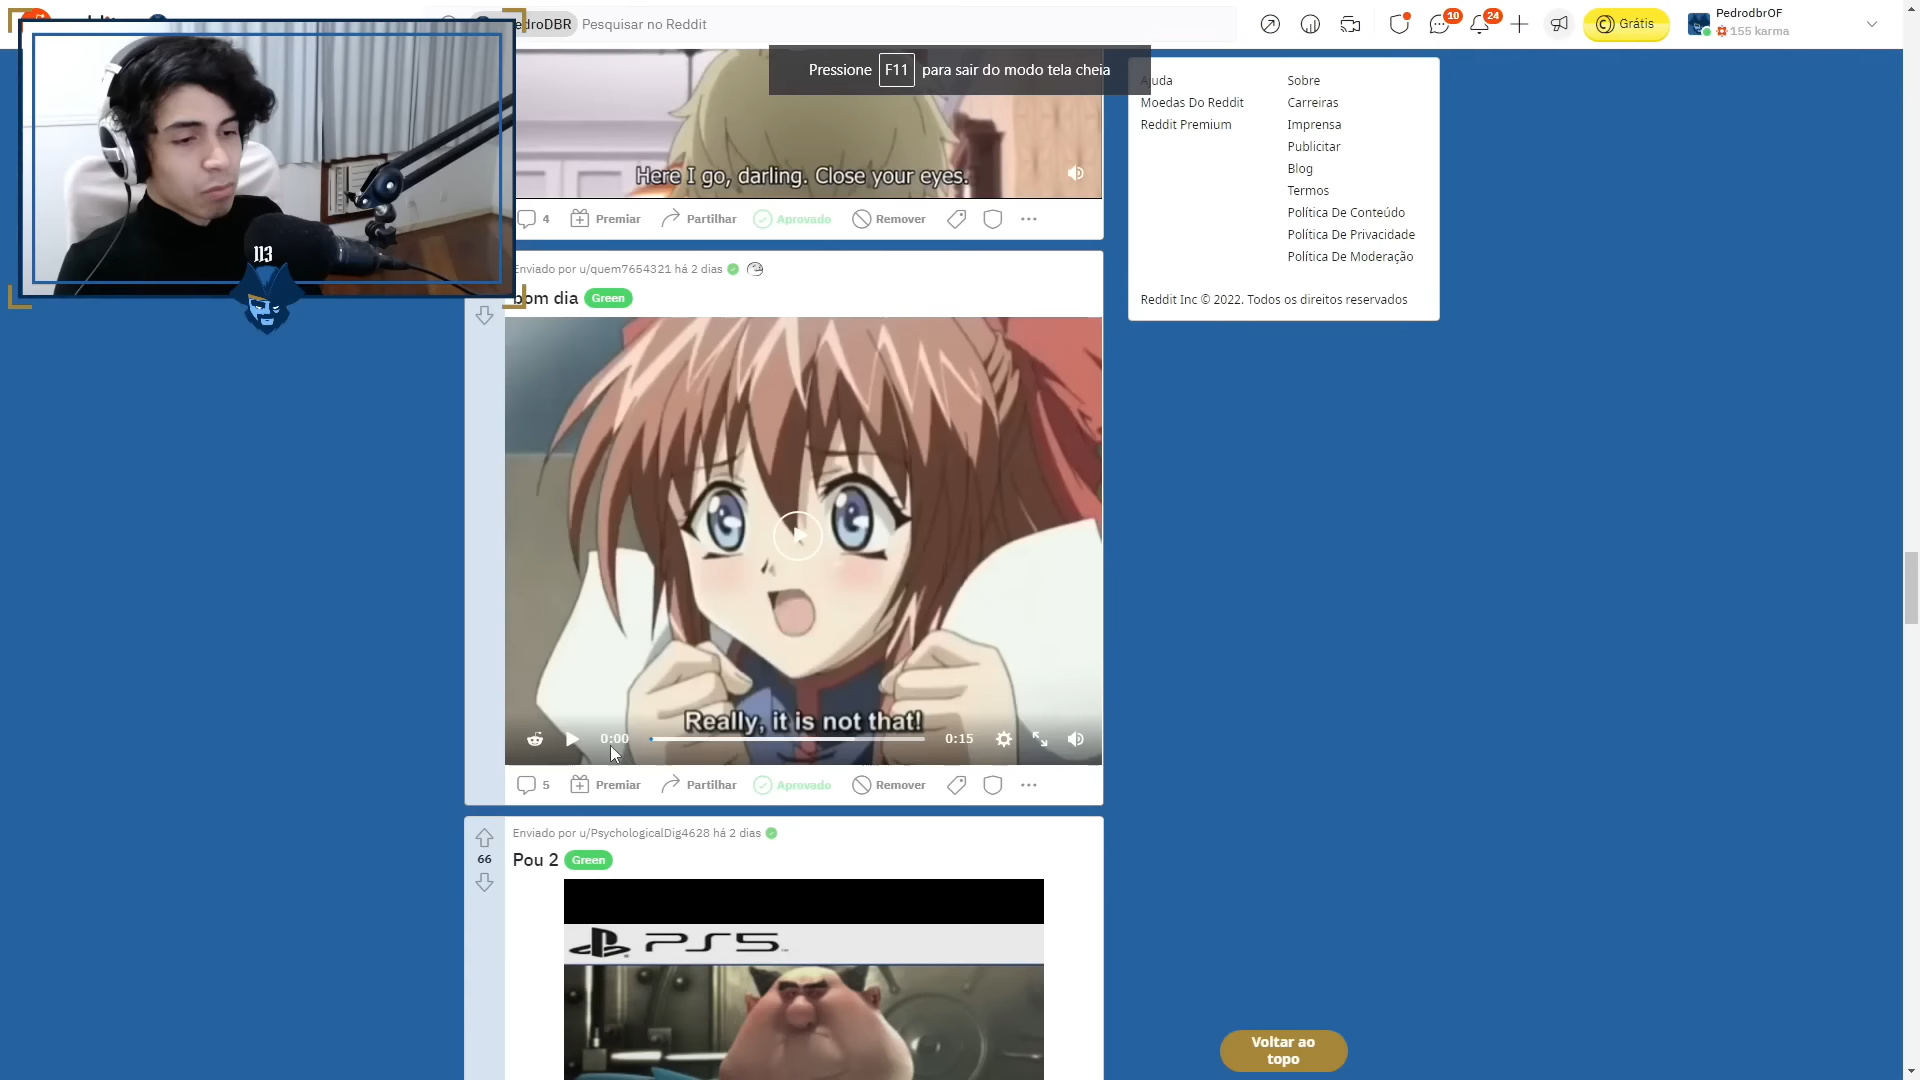 edroDBR Pesquisar no Reddit
10
24
Grátis
PedrodbrOF
155 karma
Pressione F11 para sair do modo tela cheia
Here I go, darling. Close your eyes.
4 Premiar Partilhar Aprovado Remover
Ajuda
Moedas Do Reddit
Reddit Premium
Sobre
Carreiras
Imprensa
Publicitar
Blog
Termos
Política De Conteúdo
Política De Privacidade
Política De Moderação
Reddit Inc © 2022. Todos os direitos reservados
113
Enviado por u/quem7654321 há 2 dias
bom dia Green
Really, it is not that!
0:00 0:15
5 Premiar Partilhar Aprovado Remover
Enviado por u/PsychologicalDig4628 há 2 dias
66
Pou 2 Green
PS5
Voltar ao
topo